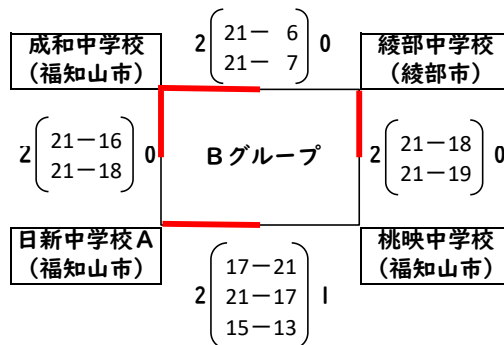 成和中学校
(福知山市)
2 21－ 6 0
21－ 7
綾部中学校
(綾部市)
2 21－16 0
21－18
Bグループ
2 21－18 0
21－19
日新中学校A
(福知山市)
2 17－21 1
21－17
15－13
桃映中学校
(福知山市)